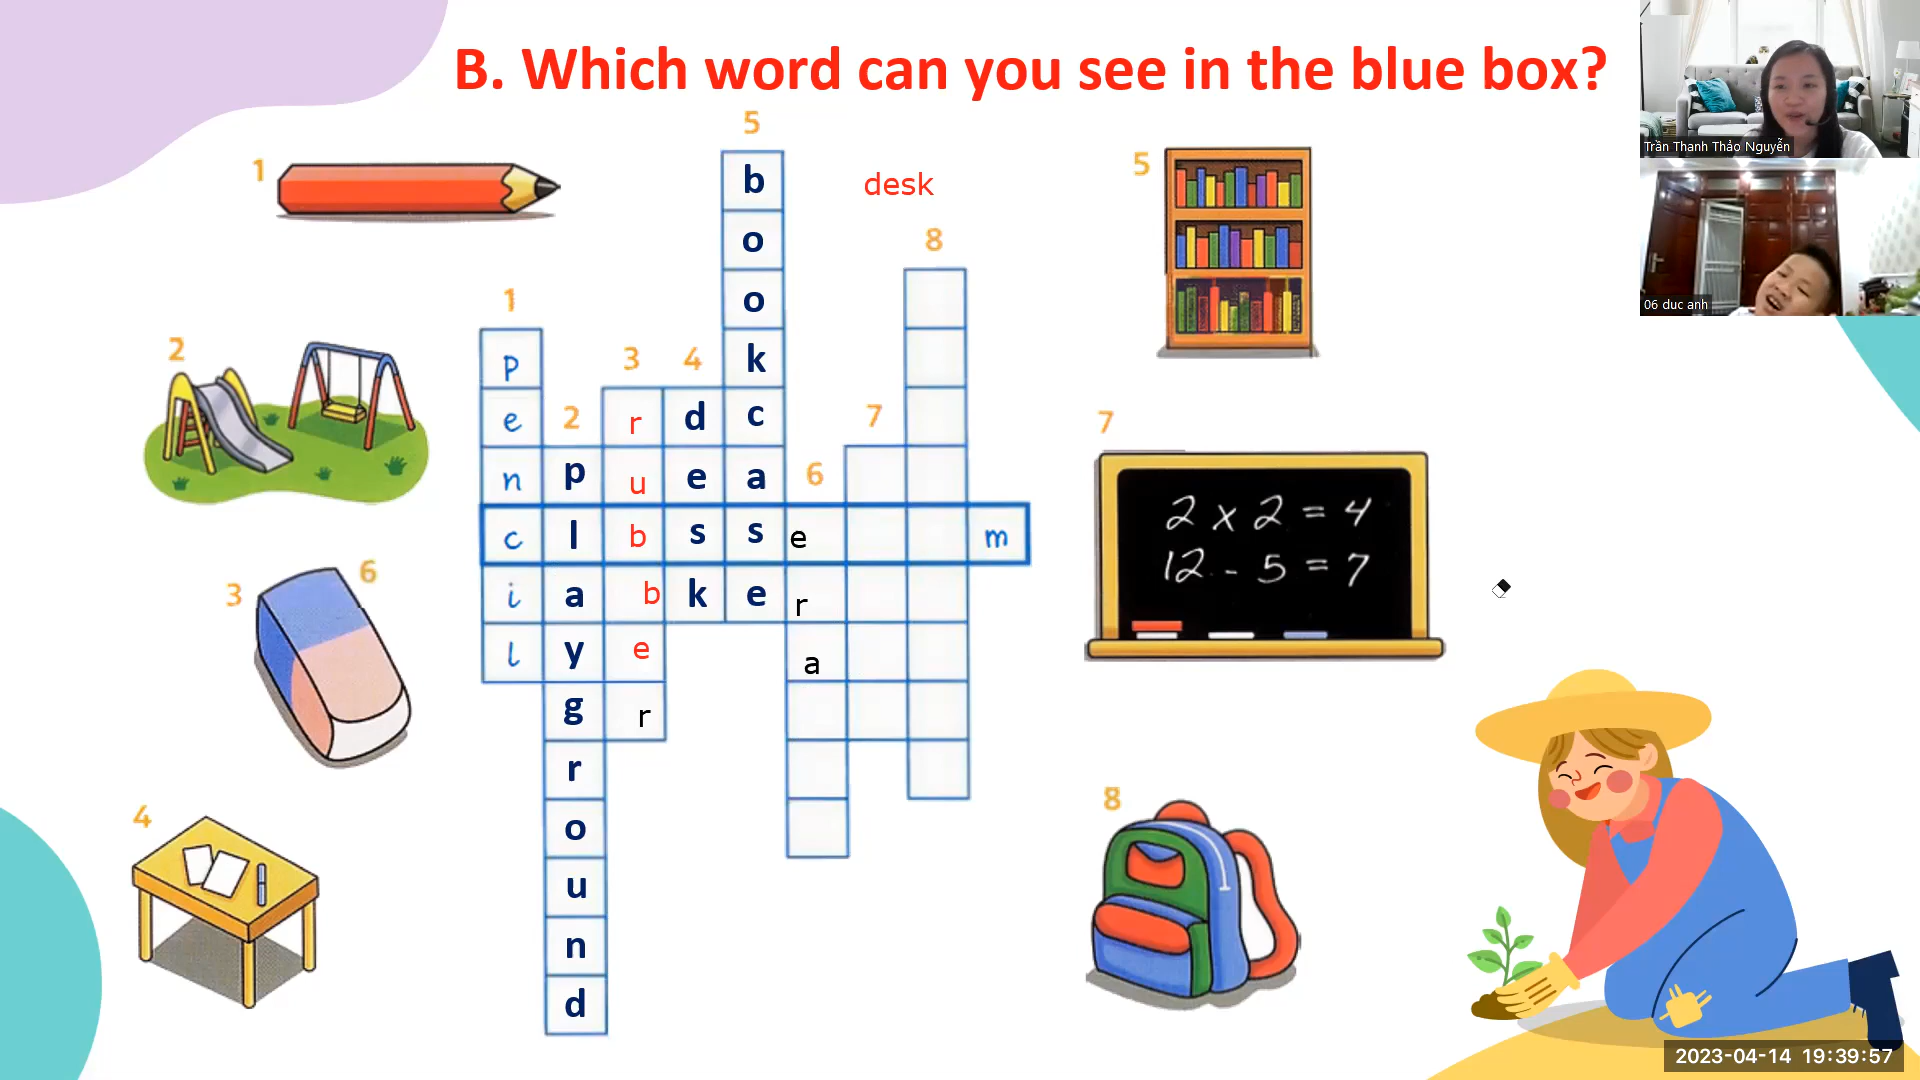 B. Which word can you see in the blue box?
Trần Thanh Thảo Nguyễn
06 duc anh
5
1
b
desk
5
o
8
o
1
2
3
4
k
p
2
r
d
c
7
7
e
p
u
e
a
6
n
l
b
s
s
e
m
c
2 x 2 = 4
12 - 5 = 7
3
6
i
a
b
k
e
r
l
y
e
a
g
r
r
4
8
o
u
n
d
2023-04-14 19:39:57